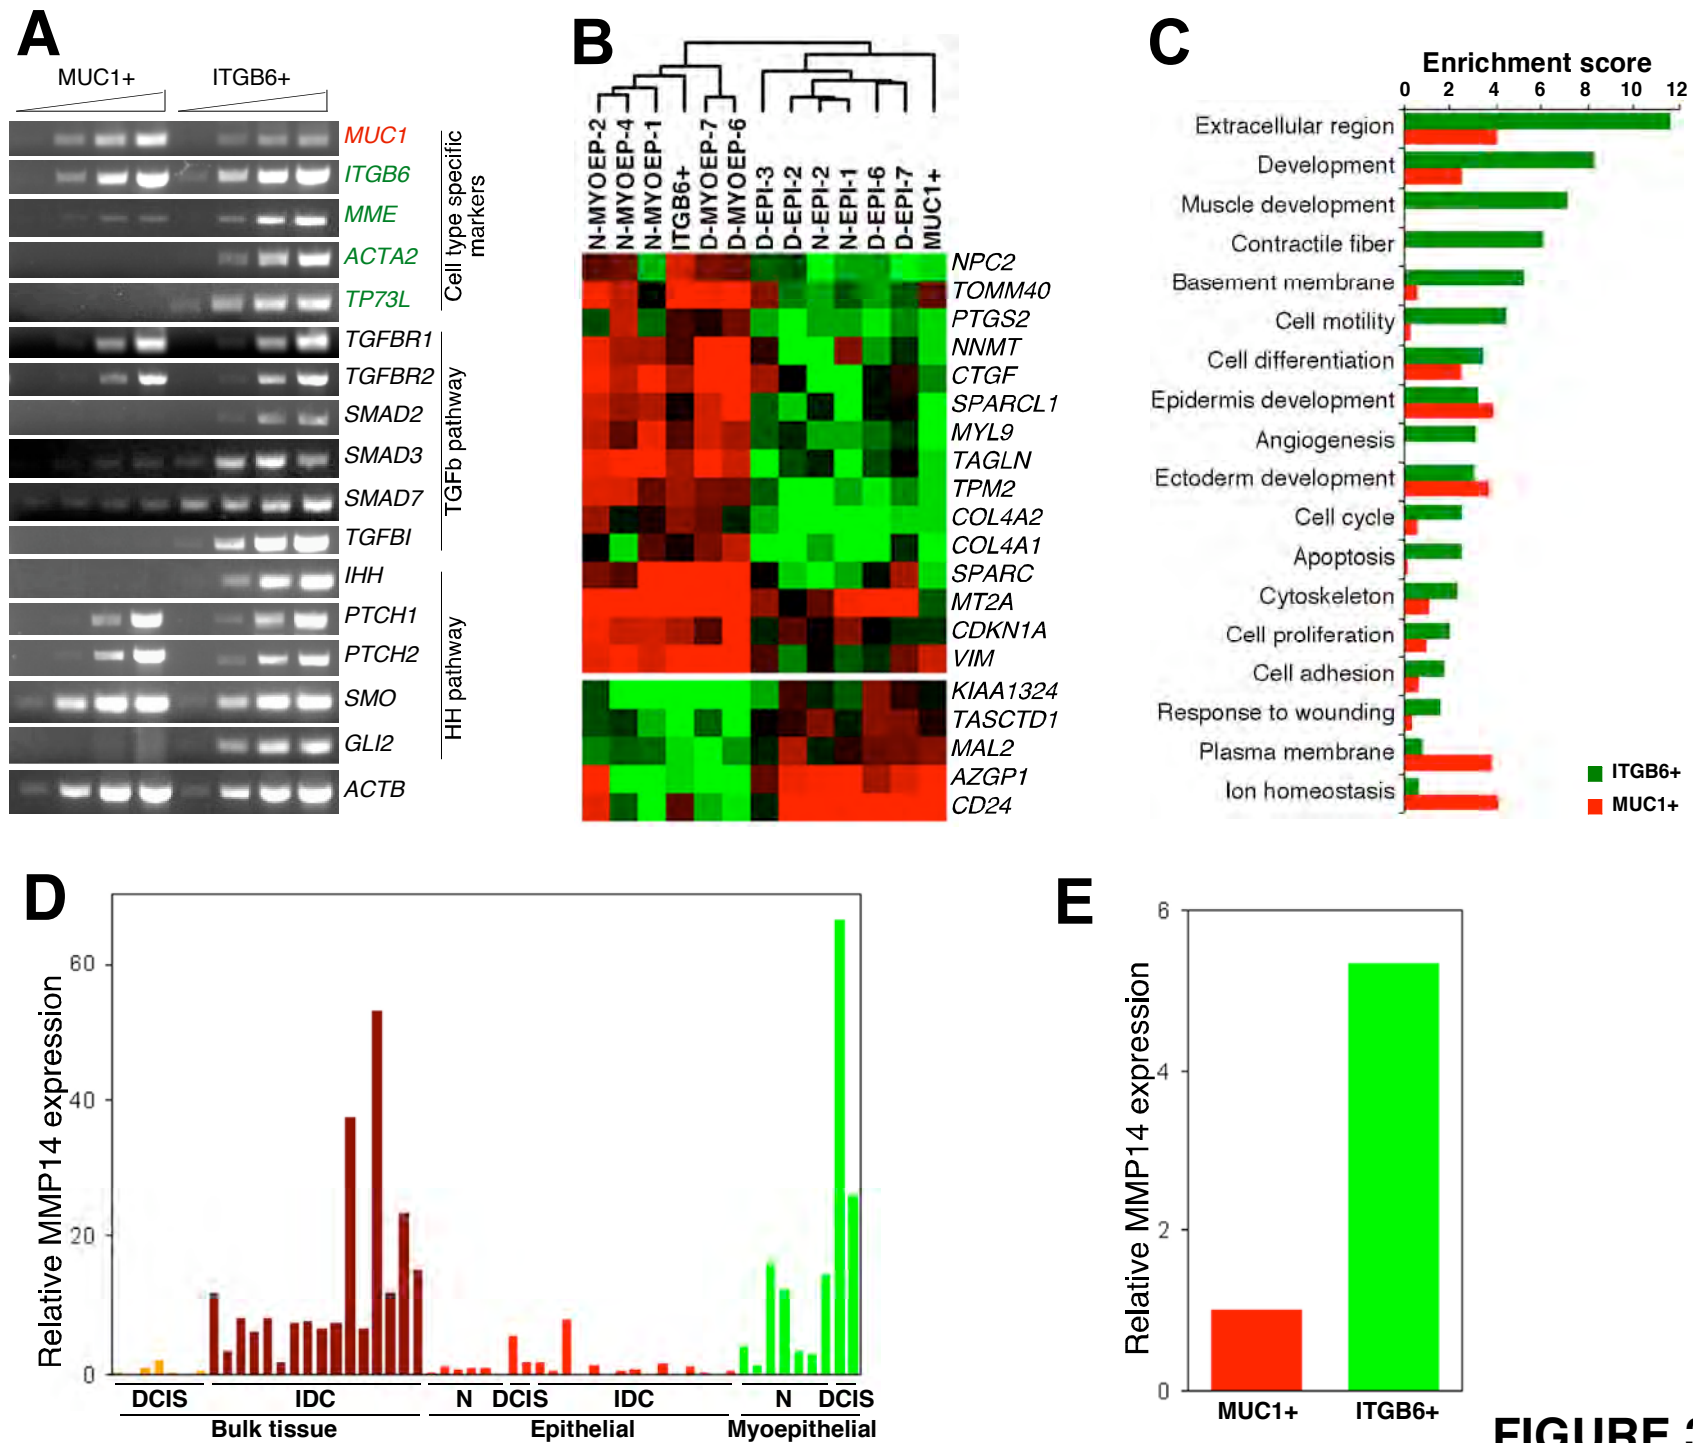 A
MUC1+ ITGB6+
MUC1
ITGB6
MME
ACTA2
TP73L
Cell type specific
markers
TGFBR1
TGFBR2
SMAD2
SMAD3
SMAD7
TGFBI
TGFb pathway
IHH
PTCH1
PTCH2
SMO
GLI2
HH pathway
ACTB
B
N-MYOEP-2
N-MYOEP-4
N-MYOEP-1
ITGB6+
D-MYOEP-7
D-MYOEP-6
D-EPI-3
D-EPI-2
N-EPI-2
N-EPI-1
D-EPI-6
D-EPI-7
MUC1+
NPC2
TOMM40
PTGS2
NNMT
CTGF
SPARCL1
MYL9
TAGLN
TPM2
COL4A2
COL4A1
SPARC
MT2A
CDKN1A
VIM
KIAA1324
TASCTD1
MAL2
AZGP1
CD24
C
Enrichment score
0 2 4 6 8 10 12
Extracellular region
Development
Muscle development
Contractile fiber
Basement membrane
Cell motility
Cell differentiation
Epidermis development
Angiogenesis
Ectoderm development
Cell cycle
Apoptosis
Cytoskeleton
Cell proliferation
Cell adhesion
Response to wounding
Plasma membrane
Ion homeostasis
ITGB6+
MUC1+
D
Relative MMP14 expression
60
40
20
0
DCIS IDC N DCIS IDC N DCIS
Bulk tissue Epithelial Myoepithelial
E
Relative MMP14 expression
6
4
2
0
MUC1+ ITGB6+
FIGURE